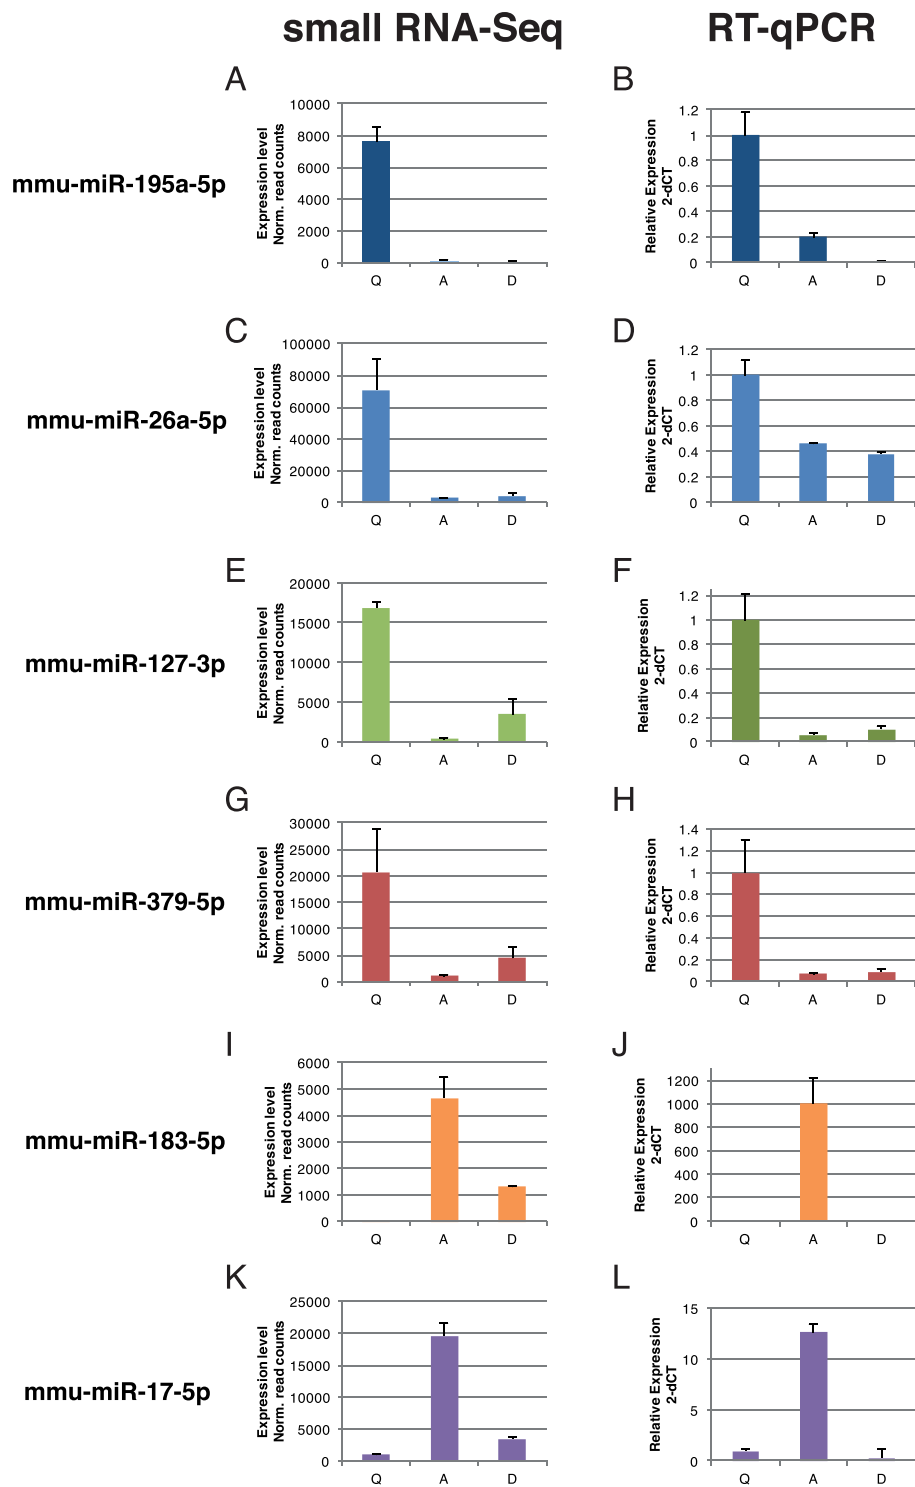 small RNA-Seq RT-qPCR
A B
mmu-miR-195a-5p
Expression level
Norm. read counts
10000
8000
6000
4000
2000
0
Q A D
Relative Expression
2-dCT
1.2
1
0.8
0.6
0.4
0.2
0
Q A D
C D
mmu-miR-26a-5p
Expression level
Norm. read counts
100000
80000
60000
40000
20000
0
Q A D
Relative Expression
2-dCT
1.2
1
0.8
0.6
0.4
0.2
0
Q A D
E F
mmu-miR-127-3p
Expression level
Norm. read counts
20000
15000
10000
5000
0
Q A D
Relative Expression
2-dCT
1.2
1
0.8
0.6
0.4
0.2
0
Q A D
G H
mmu-miR-379-5p
Expression level
Norm. read counts
30000
25000
20000
15000
10000
5000
0
Q A D
Relative Expression
2-dCT
1.4
1.2
1
0.8
0.6
0.4
0.2
0
Q A D
I J
mmu-miR-183-5p
Expression level
Norm. read counts
6000
5000
4000
3000
2000
1000
0
Q A D
Relative Expression
2-dCT
1200
1000
800
600
400
200
0
Q A D
K L
mmu-miR-17-5p
Expression level
Norm. read counts
25000
20000
15000
10000
5000
0
Q A D
Relative Expression
2-dCT
15
10
5
0
Q A D